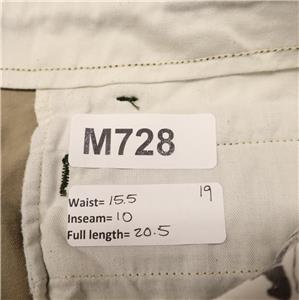 M728
Waist= 15.5 19
Inseam= 10
Full length= 20.5